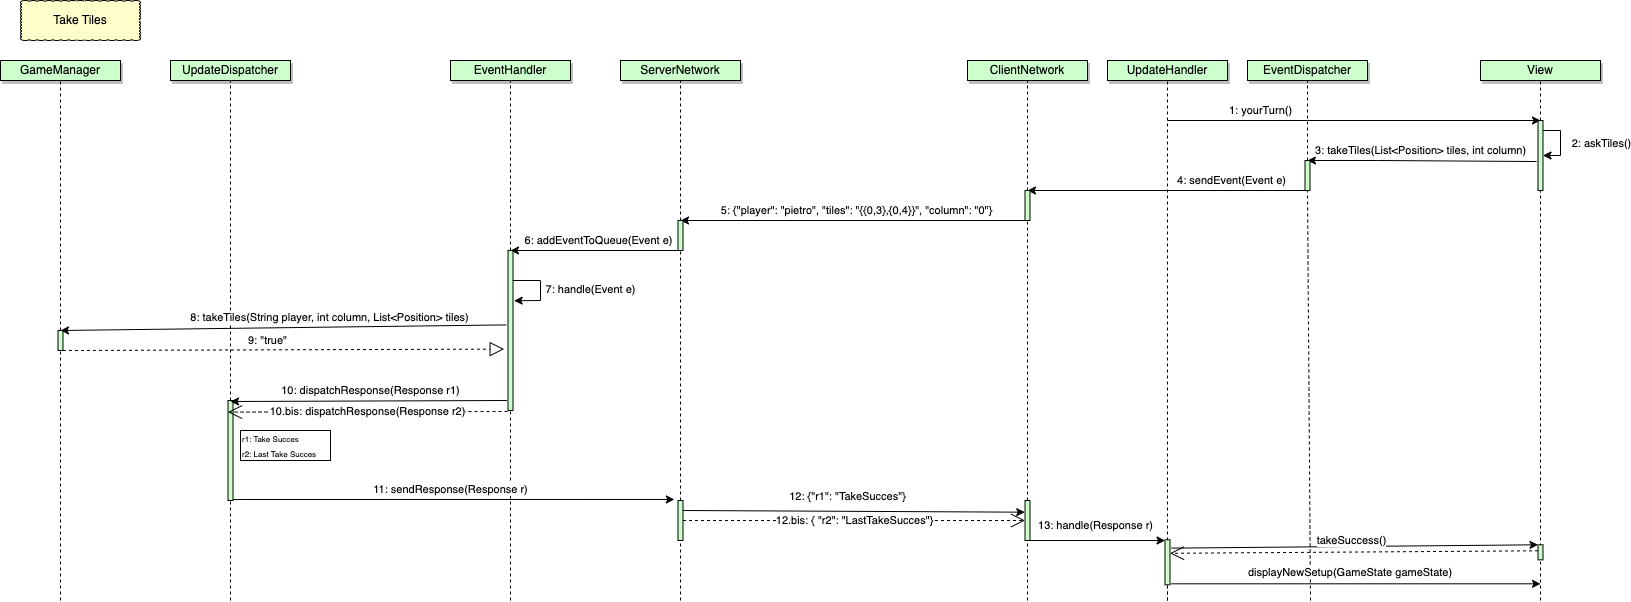 Take Tiles
GameManager
UpdateDispatcher
EventHandler
ServerNetwork
ClientNetwork
UpdateHandler
EventDispatcher
View
1: yourTurn()
2: askTiles()
3: takeTiles(List<Position> tiles, int column)
4: sendEvent(Event e)
5: {"player": "pietro", "tiles": "{{0,3},{0,4}}", "column": "0"}
6: addEventToQueue(Event e)
7: handle(Event e)
8: takeTiles(String player, int column, List<Position> tiles)
9: "true"
10: dispatchResponse(Response r1)
10.bis: dispatchResponse(Response r2)
r1: Take Succes
r2: Last Take Succes
11: sendResponse(Response r)
12: {"r1": "TakeSucces"}
12.bis: { "r2": "LastTakeSucces"}
13: handle(Response r)
takeSuccess()
displayNewSetup(GameState gameState)